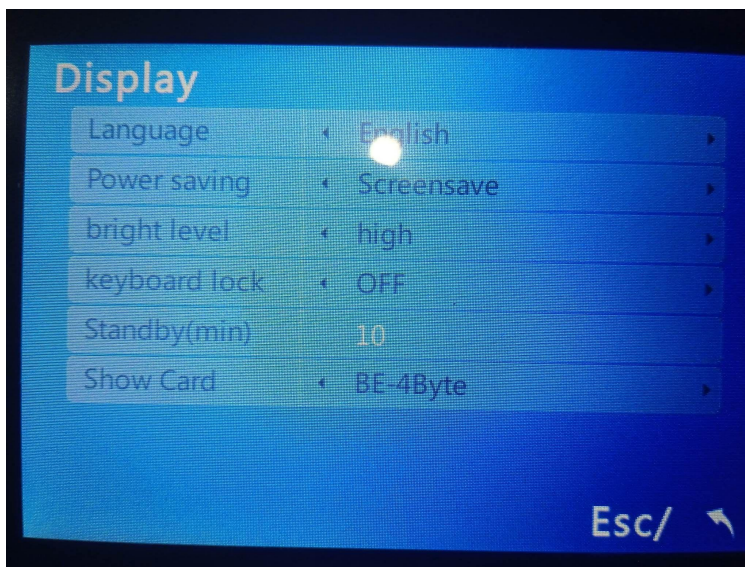 Display
Language English
Power saving Screensave
bright level high
keyboard lock OFF
Standby(min) 10
Show Card BE-4Byte
Esc/